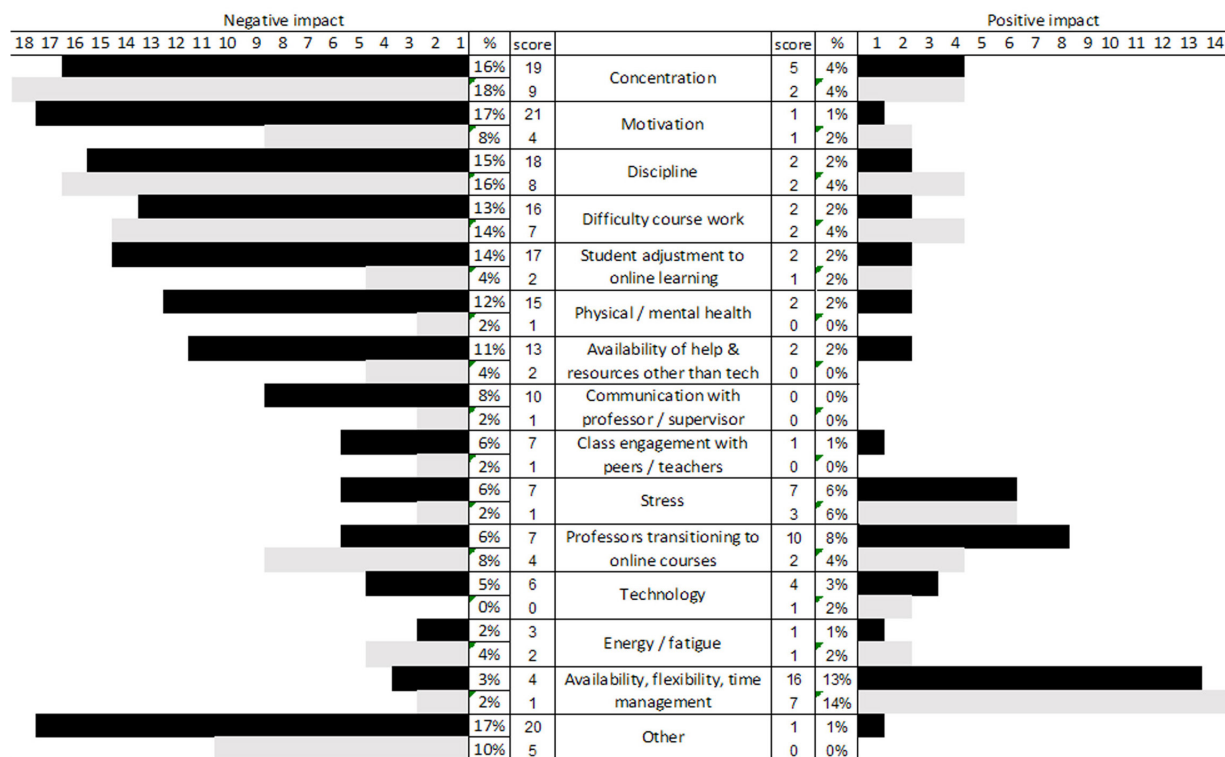 Negative impact Positive impact
18 17 16 15 14 13 12 11 10 9 8 7 6 5 4 3 2 1 % score score % 1 2 3 4 5 6 7 8 9 10 11 12 13 14
16% 19 Concentration 5 4%
18% 9 2 4%
17% 21 Motivation 1 1%
8% 4 1 2%
15% 18 Discipline 2 2%
16% 8 2 4%
13% 16 Difficulty course work 2 2%
14% 7 2 4%
14% 17 Student adjustment to 2 2%
4% 2 online learning 1 2%
12% 15 Physical / mental health 2 2%
2% 1 0 0%
11% 13 Availability of help & 2 2%
4% 2 resources other than tech 0 0%
8% 10 Communication with 0 0%
2% 1 professor / supervisor 0 0%
6% 7 Class engagement with 1 1%
2% 1 peers / teachers 0 0%
6% 7 Stress 7 6%
2% 1 3 6%
6% 7 Professors transitioning to 10 8%
8% 4 online courses 2 4%
5% 6 Technology 4 3%
0% 0 1 2%
2% 3 Energy / fatigue 1 1%
4% 2 1 2%
3% 4 Availability, flexibility, time 16 13%
2% 1 management 7 14%
17% 20 Other 1 1%
10% 5 0 0%